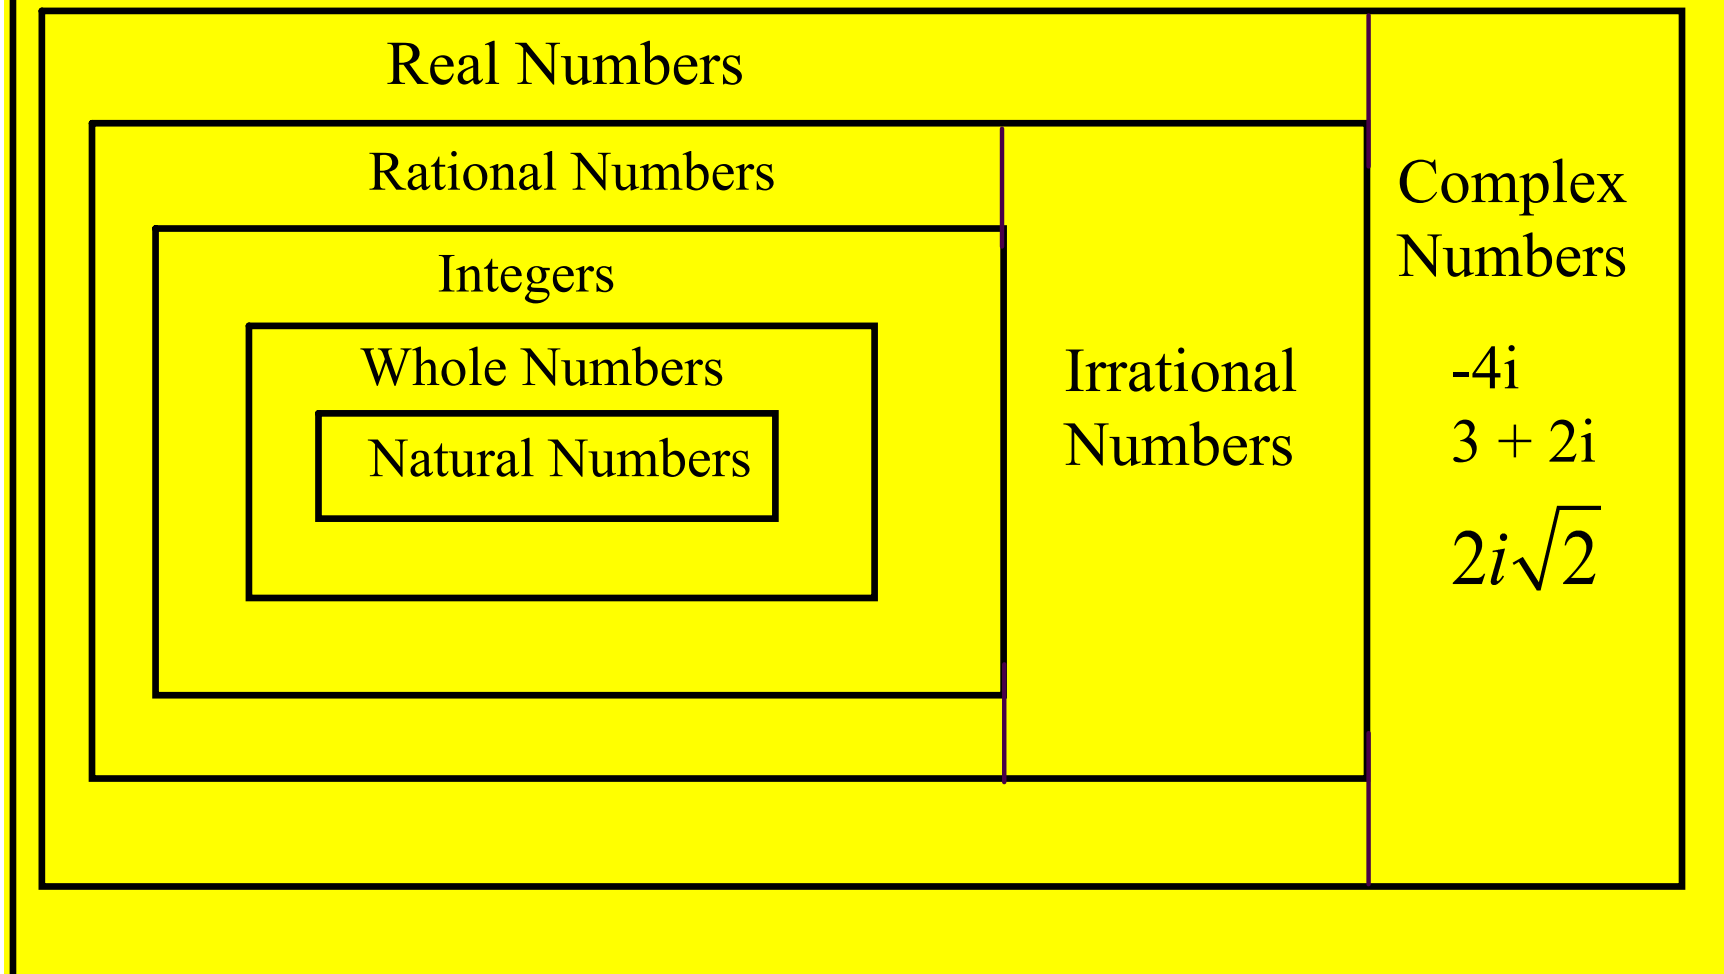 Real Numbers
Rational Numbers
Integers
Whole Numbers
Natural Numbers
Irrational
Numbers
Complex
Numbers
-4i
3 + 2i
2i√2